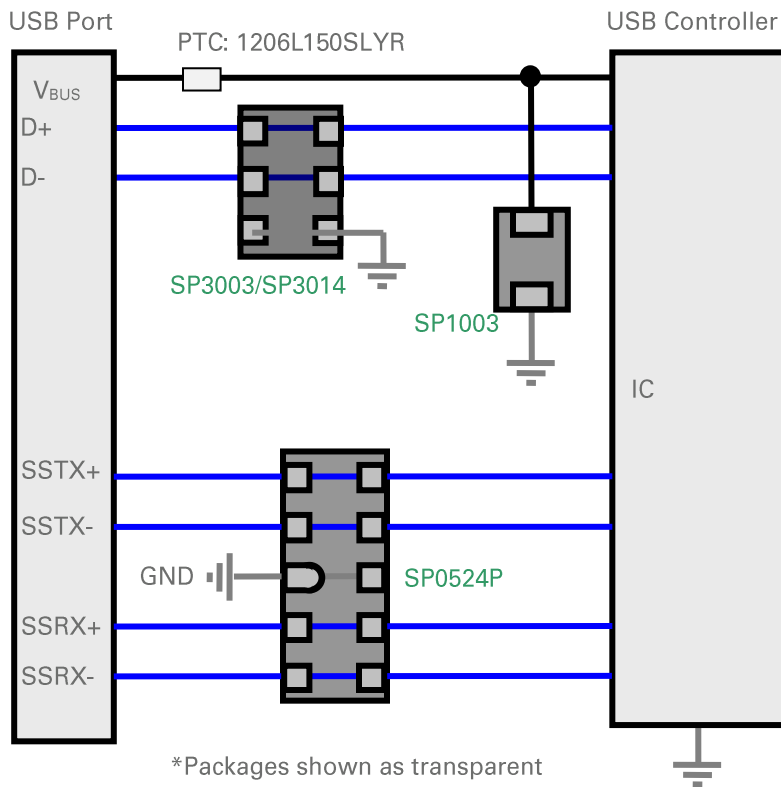 USB Port
USB Controller
PTC: 1206L150SLYR
VBUS
D+
D-
SP3003/SP3014
SP1003
IC
SSTX+
SSTX-
GND
SP0524P
SSRX+
SSRX-
*Packages shown as transparent